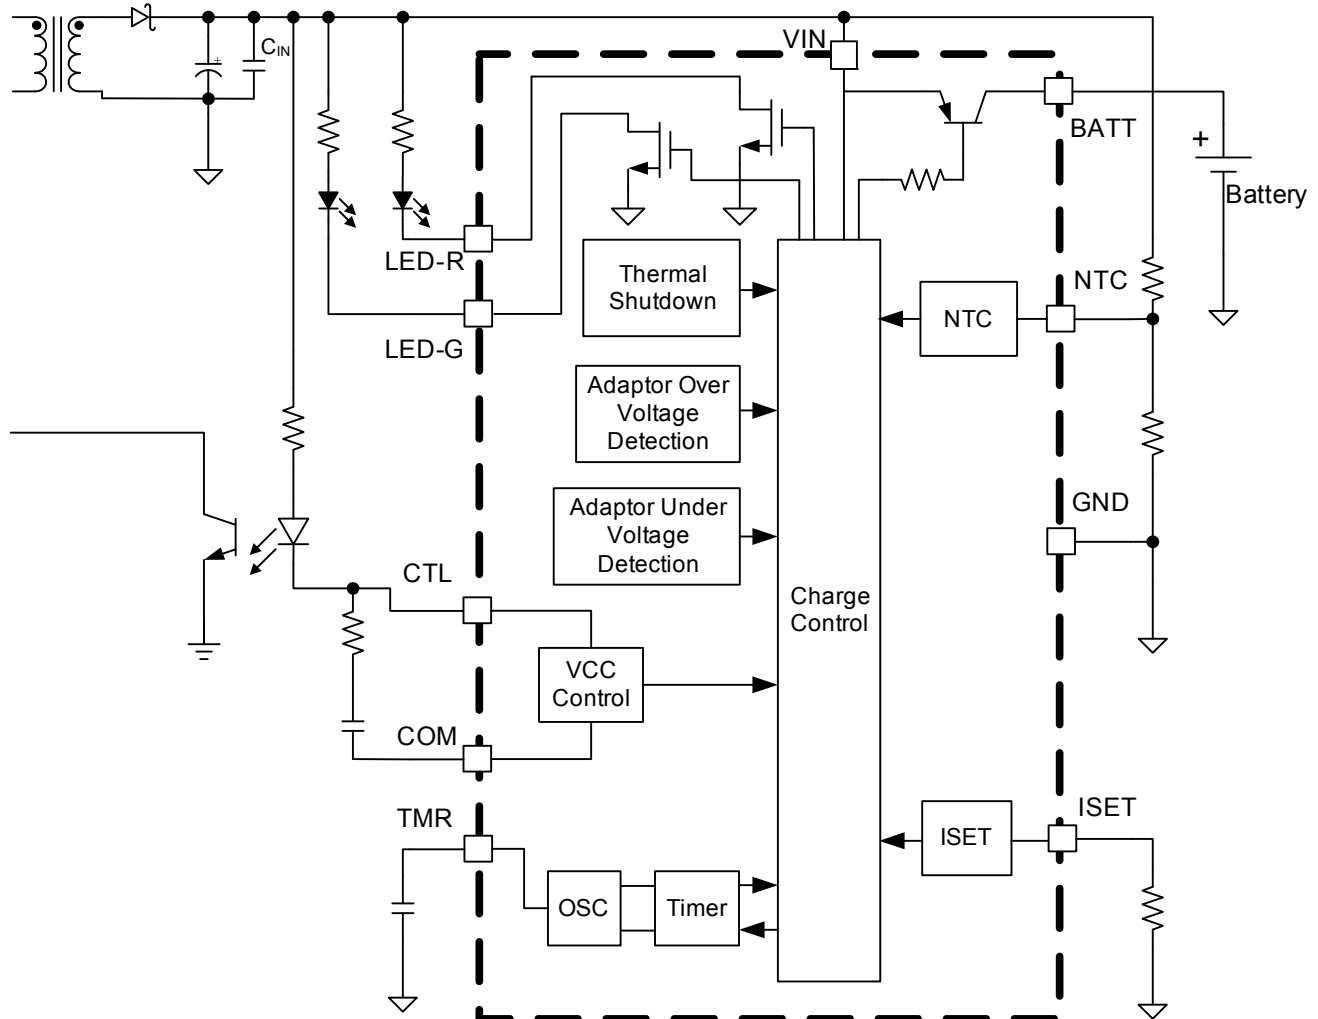 C_IN
+
VIN
BATT
+
Battery
LED-R
LED-G
Thermal
Shutdown
NTC
NTC
Adaptor Over
Voltage
Detection
Adaptor Under
Voltage
Detection
GND
CTL
Charge
Control
VCC
Control
COM
TMR
ISET
ISET
OSC
Timer